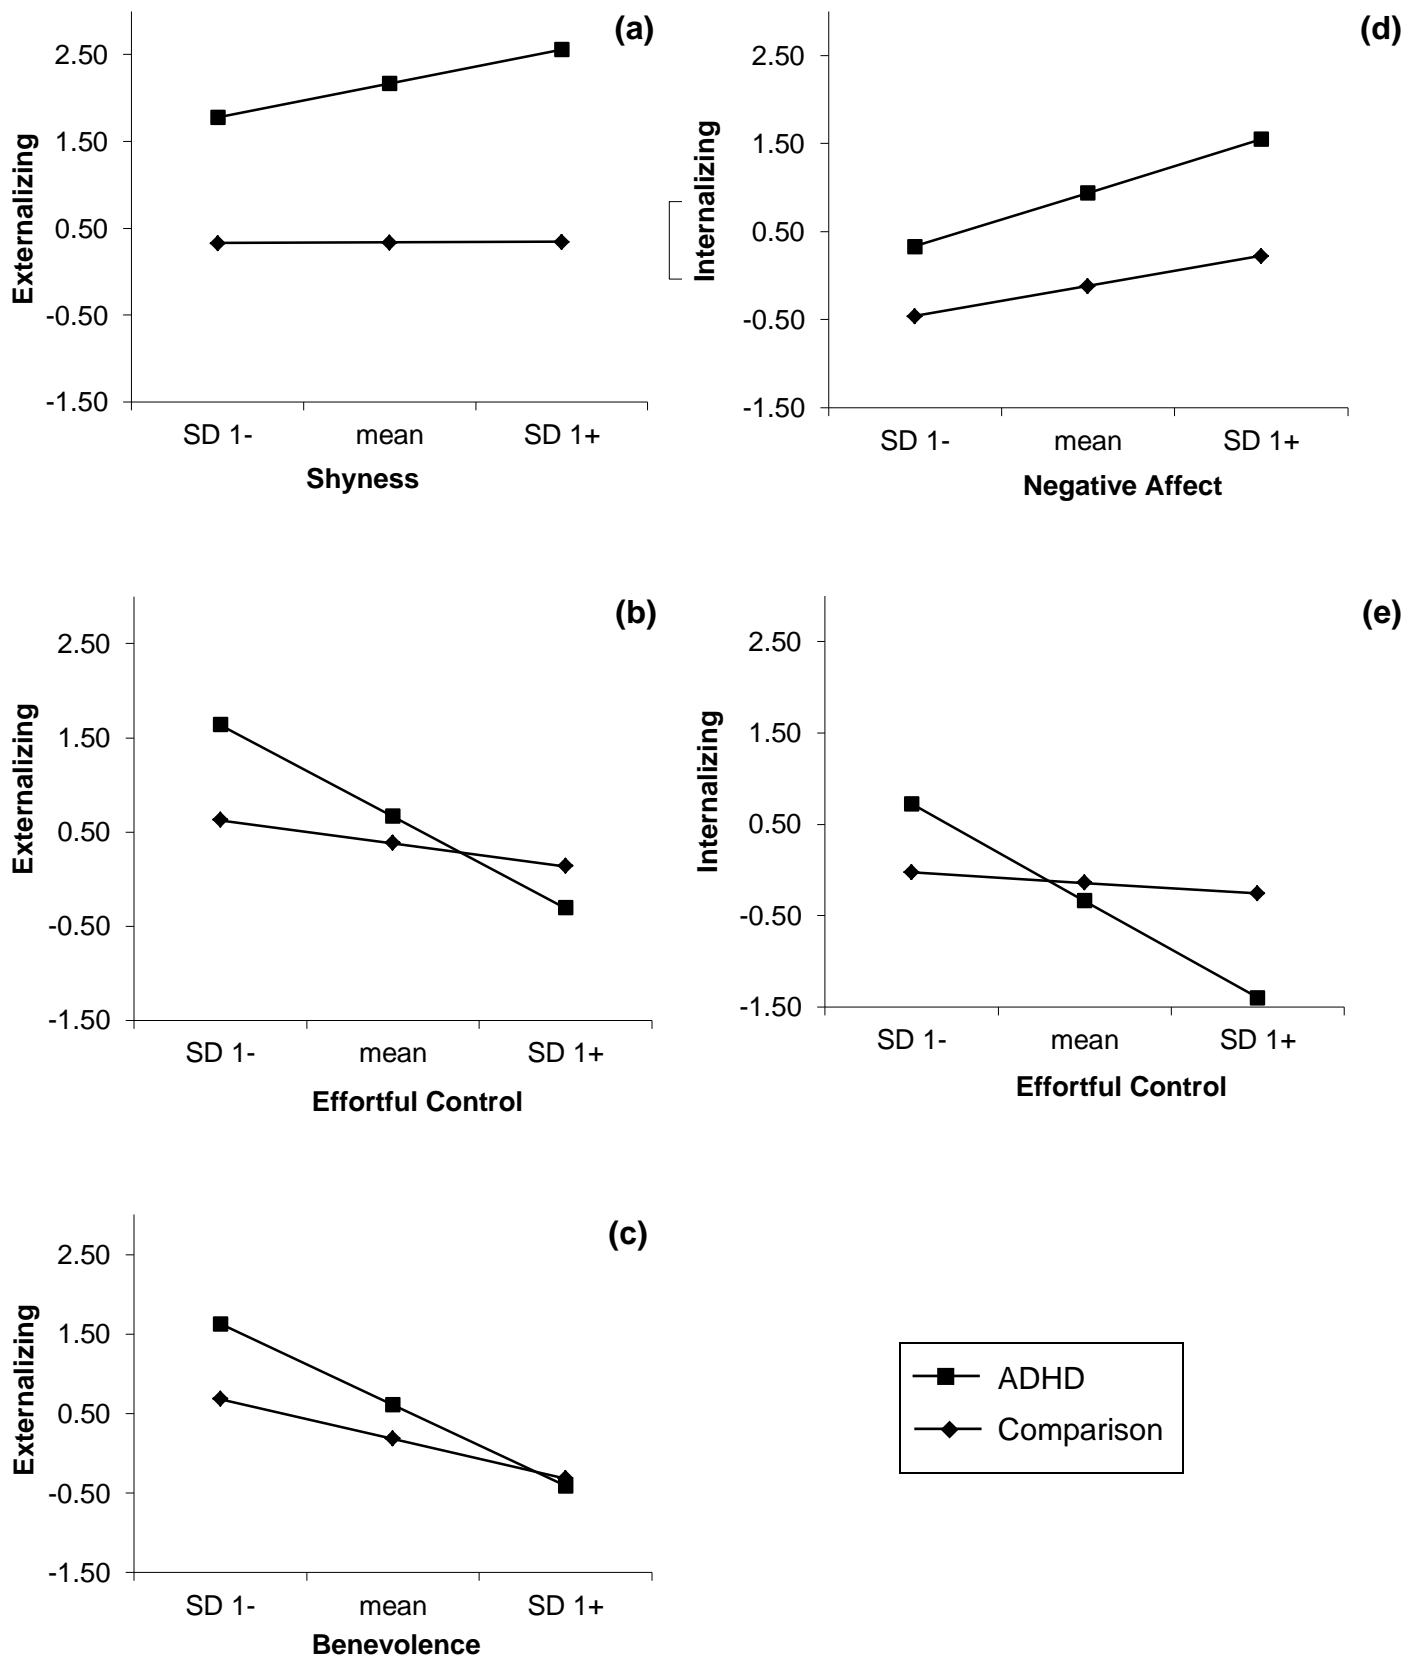 (a)
2.50
1.50
0.50
-0.50
-1.50
Externalizing
SD 1- mean SD 1+
Shyness
(d)
2.50
1.50
0.50
-0.50
-1.50
Internalizing
SD 1- mean SD 1+
Negative Affect
(b)
2.50
1.50
0.50
-0.50
-1.50
Externalizing
SD 1- mean SD 1+
Effortful Control
(e)
2.50
1.50
0.50
-0.50
-1.50
Internalizing
SD 1- mean SD 1+
Effortful Control
(c)
2.50
1.50
0.50
-0.50
-1.50
Externalizing
SD 1- mean SD 1+
Benevolence
ADHD
Comparison